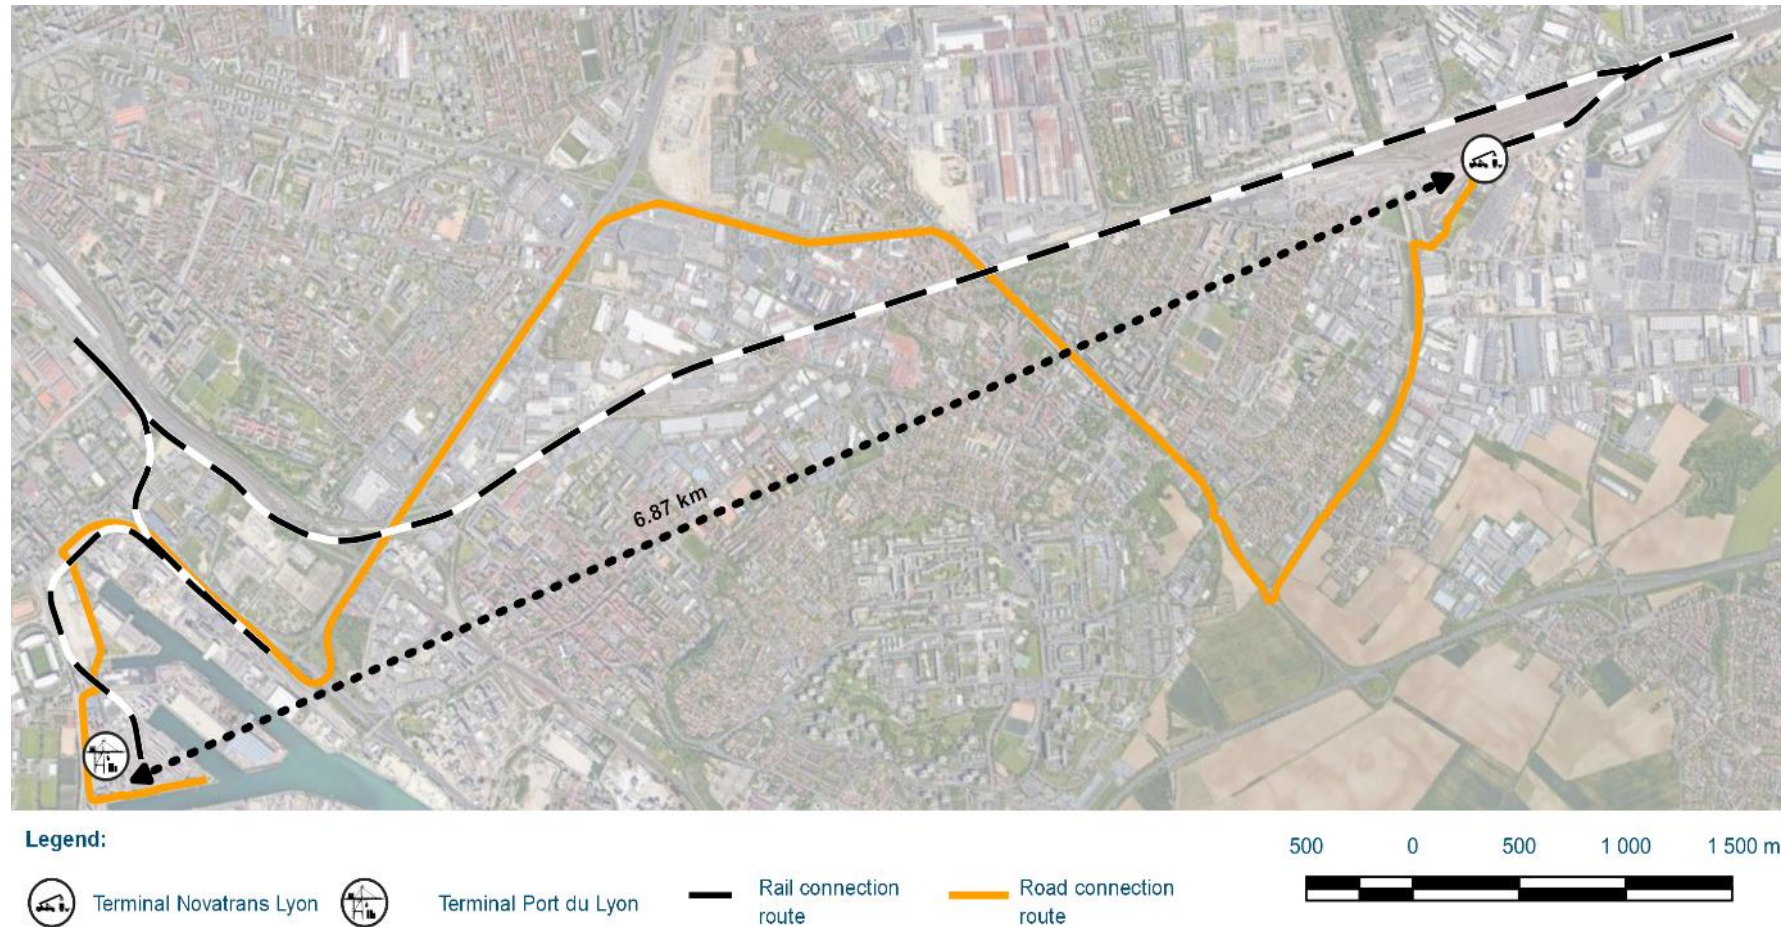 6.87 km
Legend:
Terminal Novatrans Lyon
Terminal Port du Lyon
Rail connection
route
Road connection
route
500 0 500 1 000 1 500 m